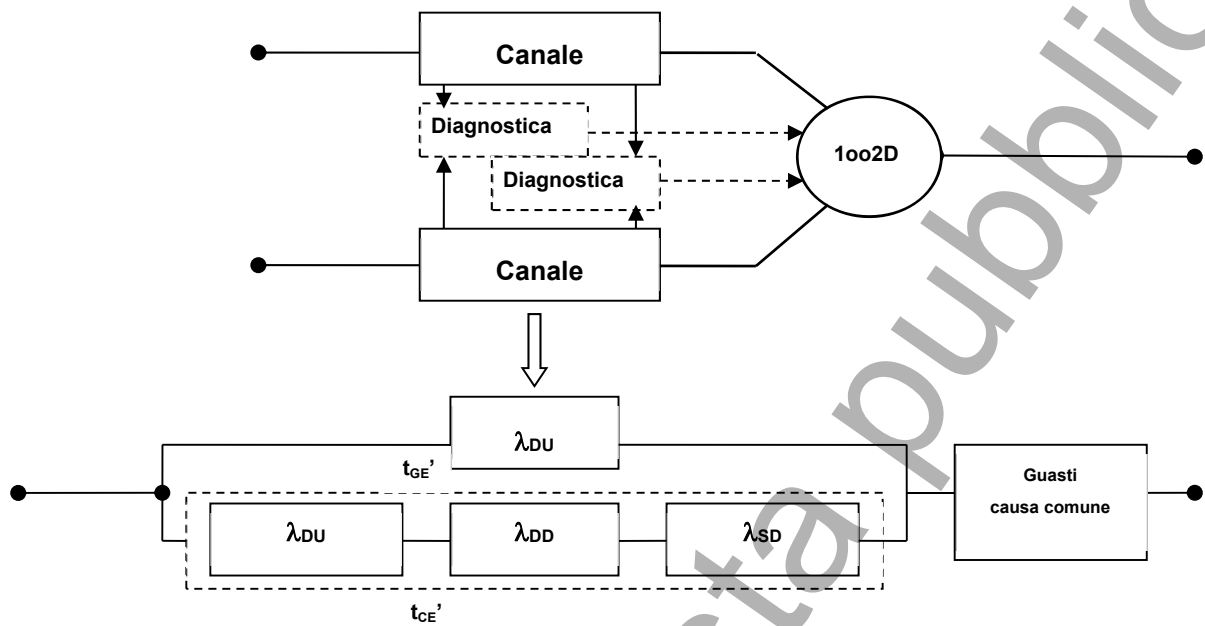 Canale
Diagnostica
1oo2D
Diagnostica
Canale
λDU
tGE'
Guasti
causa comune
λDU
λDD
λSD
tCE'